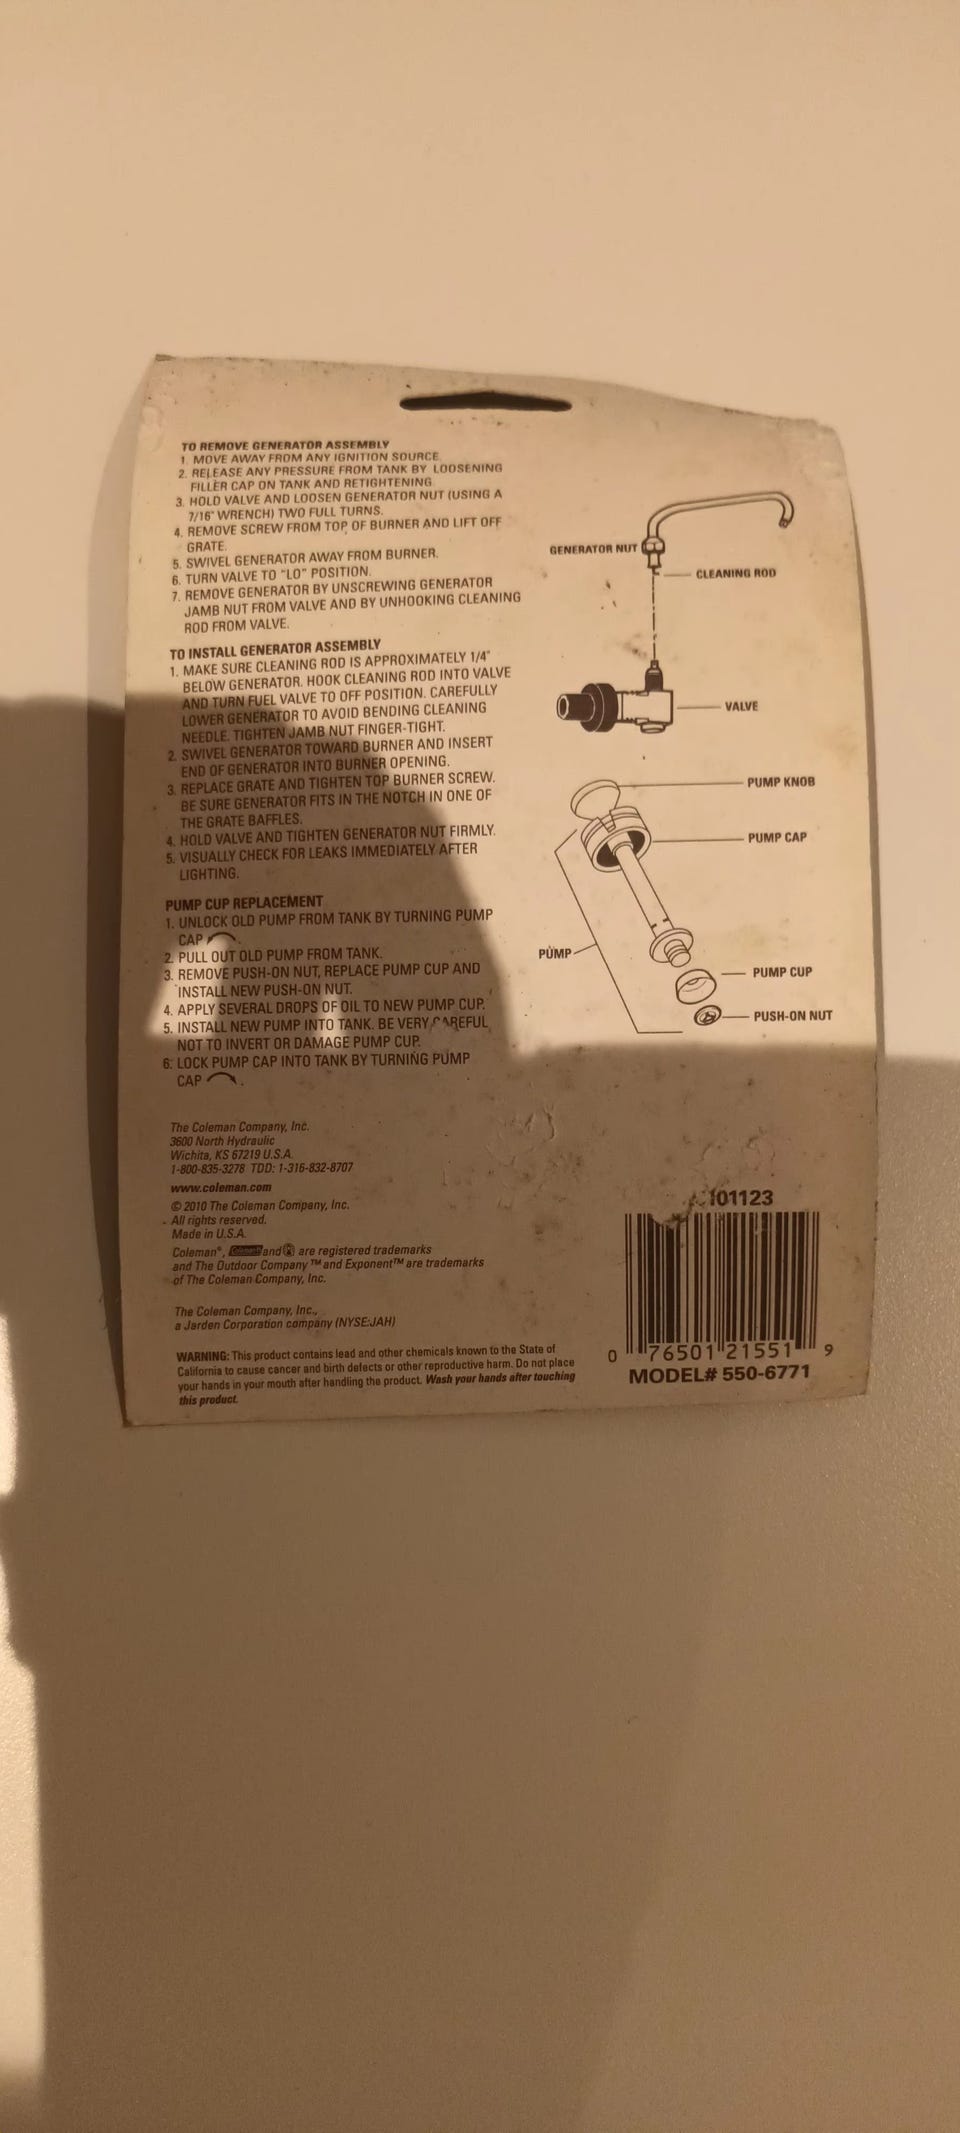 TO REMOVE GENERATOR ASSEMBLY
1. MOVE AWAY FROM ANY IGNITION SOURCE.
2. RELEASE ANY PRESSURE FROM TANK BY LOOSENING
FILLER CAP ON TANK AND RETIGHTENING.
3. HOLD VALVE AND LOOSEN GENERATOR NUT (USING A
7/16" WRENCH) TWO FULL TURNS.
4. REMOVE SCREW FROM TOP OF BURNER AND LIFT OFF
GRATE.
5. SWIVEL GENERATOR AWAY FROM BURNER.
6. TURN VALVE TO "LO" POSITION.
7. REMOVE GENERATOR BY UNSCREWING GENERATOR
JAMB NUT FROM VALVE AND BY UNHOOKING CLEANING
ROD FROM VALVE.
TO INSTALL GENERATOR ASSEMBLY
1. MAKE SURE CLEANING ROD IS APPROXIMATELY 1/4"
BELOW GENERATOR. HOOK CLEANING ROD INTO VALVE
AND TURN FUEL VALVE TO OFF POSITION. CAREFULLY
LOWER GENERATOR TO AVOID BENDING CLEANING
NEEDLE. TIGHTEN JAMB NUT FINGER-TIGHT.
2. SWIVEL GENERATOR TOWARD BURNER AND INSERT
END OF GENERATOR INTO BURNER OPENING.
3. REPLACE GRATE AND TIGHTEN TOP BURNER SCREW.
BE SURE GENERATOR FITS IN THE NOTCH IN ONE OF
THE GRATE BAFFLES.
4. HOLD VALVE AND TIGHTEN GENERATOR NUT FIRMLY.
5. VISUALLY CHECK FOR LEAKS IMMEDIATELY AFTER
LIGHTING.
PUMP CUP REPLACEMENT
1. UNLOCK OLD PUMP FROM TANK BY TURNING PUMP
CAP .
2. PULL OUT OLD PUMP FROM TANK.
3. REMOVE PUSH-ON NUT, REPLACE PUMP CUP AND
INSTALL NEW PUSH-ON NUT.
4. APPLY SEVERAL DROPS OF OIL TO NEW PUMP CUP.
5. INSTALL NEW PUMP INTO TANK. BE VERY CAREFUL
NOT TO INVERT OR DAMAGE PUMP CUP.
6. LOCK PUMP CAP INTO TANK BY TURNING PUMP
CAP .
GENERATOR NUT
CLEANING ROD
VALVE
PUMP KNOB
PUMP CAP
PUMP
PUMP CUP
PUSH-ON NUT
The Coleman Company, Inc.
3600 North Hydraulic
Wichita, KS 67219 U.S.A.
1-800-835-3278 TDD: 1-316-832-8707
www.coleman.com
© 2010 The Coleman Company, Inc.
All rights reserved.
Made in U.S.A.
Coleman®, Coleman and are registered trademarks
and The Outdoor Company™ and Exponent™ are trademarks
of The Coleman Company, Inc.
The Coleman Company, Inc.,
a Jarden Corporation company (NYSE:JAH)
WARNING: This product contains lead and other chemicals known to the State of
California to cause cancer and birth defects or other reproductive harm. Do not place
your hands in your mouth after handling the product. Wash your hands after touching
this product.
101123
0 76501 21551 9
MODEL# 550-6771